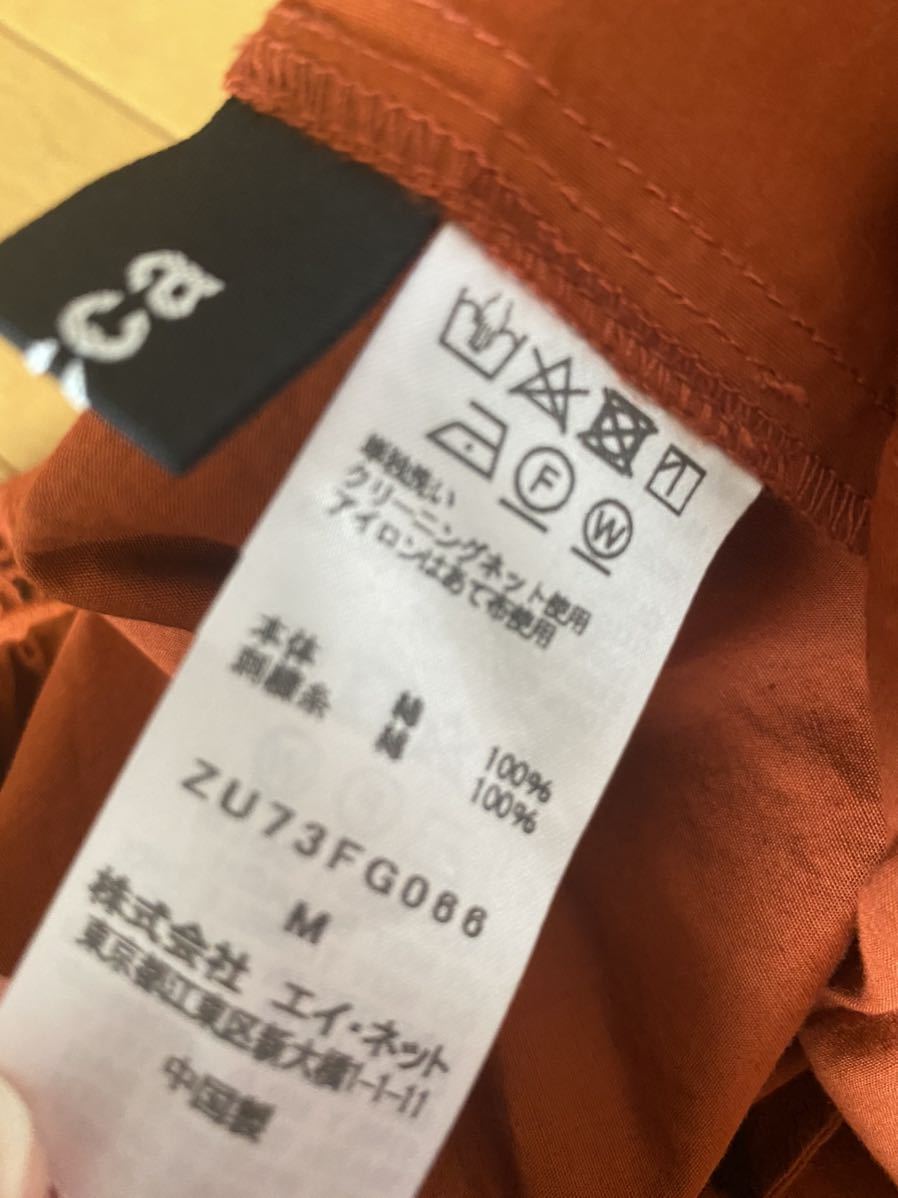 F
W
単独洗い
クリーニングネット使用
アイロンはあて布使用
本体 綿 100%
刺繍糸 綿 100%
ZU73FG066
M
株式会社 エイ・ネット
東京都江東区新大橋1-1-11
中国製